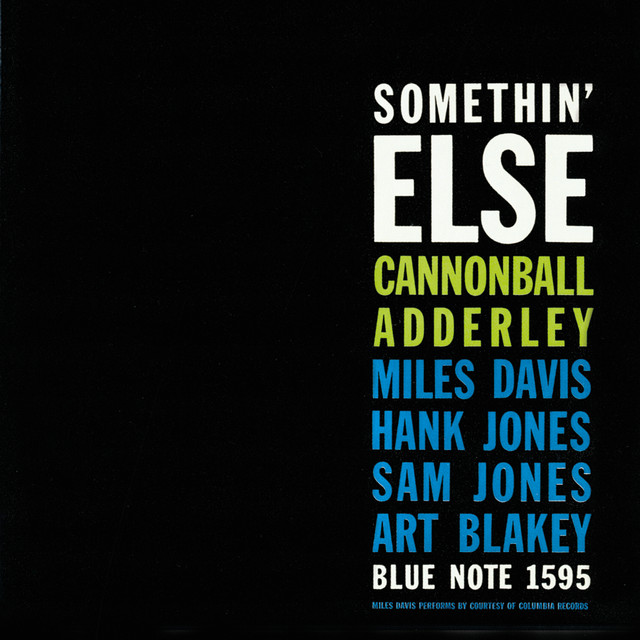 SOMETHIN’
ELSE
CANNONBALL
ADDERLEY
MILES DAVIS
HANK JONES
SAM JONES
ART BLAKEY
BLUE NOTE 1595
MILES DAVIS PERFORMS BY COURTESY OF COLUMBIA RECORDS